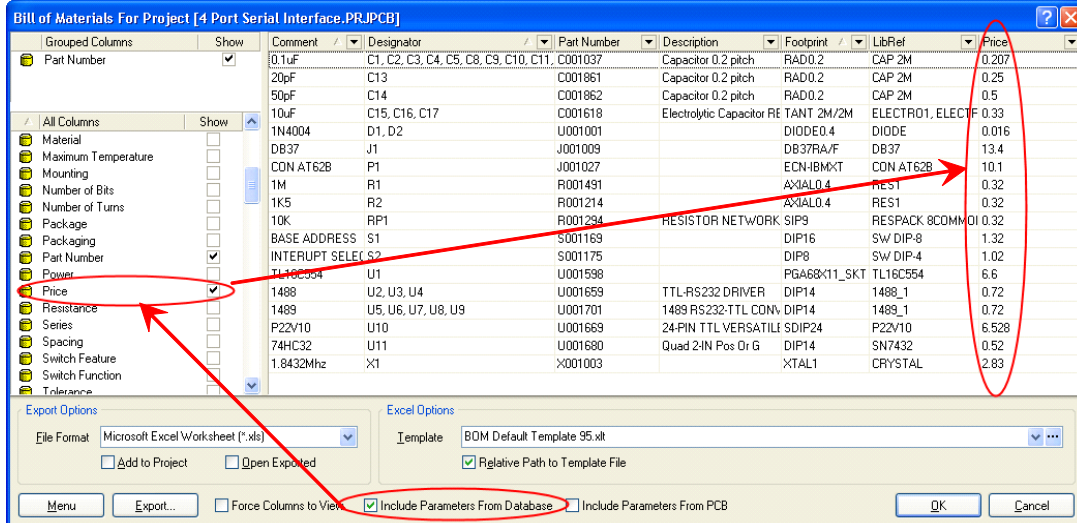 Bill of Materials For Project [4 Port Serial Interface.PRJPCB]
Grouped Columns Show
Part Number
All Columns Show
Material
Maximum Temperature
Mounting
Number of Bits
Number of Turns
Package
Packaging
Part Number
Power
Price
Resistance
Series
Spacing
Switch Feature
Switch Function
Tolerance
Comment Designator Part Number Description Footprint LibRef Price
0.1uF C1, C2, C3, C4, C5, C8, C9, C10, C11, C001037 Capacitor 0.2 pitch RAD0.2 CAP 2M 0.207
20pF C13 C001861 Capacitor 0.2 pitch RAD0.2 CAP 2M 0.25
50pF C14 C001862 Capacitor 0.2 pitch RAD0.2 CAP 2M 0.5
10uF C15, C16, C17 C001618 Electrolytic Capacitor RE TANT 2M/2M ELECTRO1, ELECTF 0.33
1N4004 D1, D2 U001001 DIODE0.4 DIODE 0.016
DB37 J1 J001009 DB37RA/F DB37 13.4
CON AT62B P1 J001027 ECN-IBMXT CON AT62B 10.1
1M R1 R001491 AXIAL0.4 RES1 0.32
1K5 R2 R001214 AXIAL0.4 RES1 0.32
10K RP1 R001294 RESISTOR NETWORK SIP9 RESPACK 8COMMOI 0.32
BASE ADDRESS S1 S001169 DIP16 SW DIP-8 1.32
INTERUPT SELEC S2 S001175 DIP8 SW DIP-4 1.02
TL16C554 U1 U001598 PGA68X11_SKT TL16C554 6.6
1488 U2, U3, U4 U001659 TTL-RS232 DRIVER DIP14 1488_1 0.72
1489 U5, U6, U7, U8, U9 U001701 1489 RS232-TTL CONV DIP14 1489_1 0.72
P22V10 U10 U001669 24-PIN TTL VERSATILE SDIP24 P22V10 6.528
74HC32 U11 U001680 Quad 2-IN Pos Or G DIP14 SN7432 0.52
1.8432Mhz X1 X001003 XTAL1 CRYSTAL 2.83
Export Options
File Format Microsoft Excel Worksheet (*.xls)
Add to Project Open Exported
Excel Options
Template BOM Default Template 95.xlt
Relative Path to Template File
Menu Export... Force Columns to View Include Parameters From Database Include Parameters From PCB OK Cancel